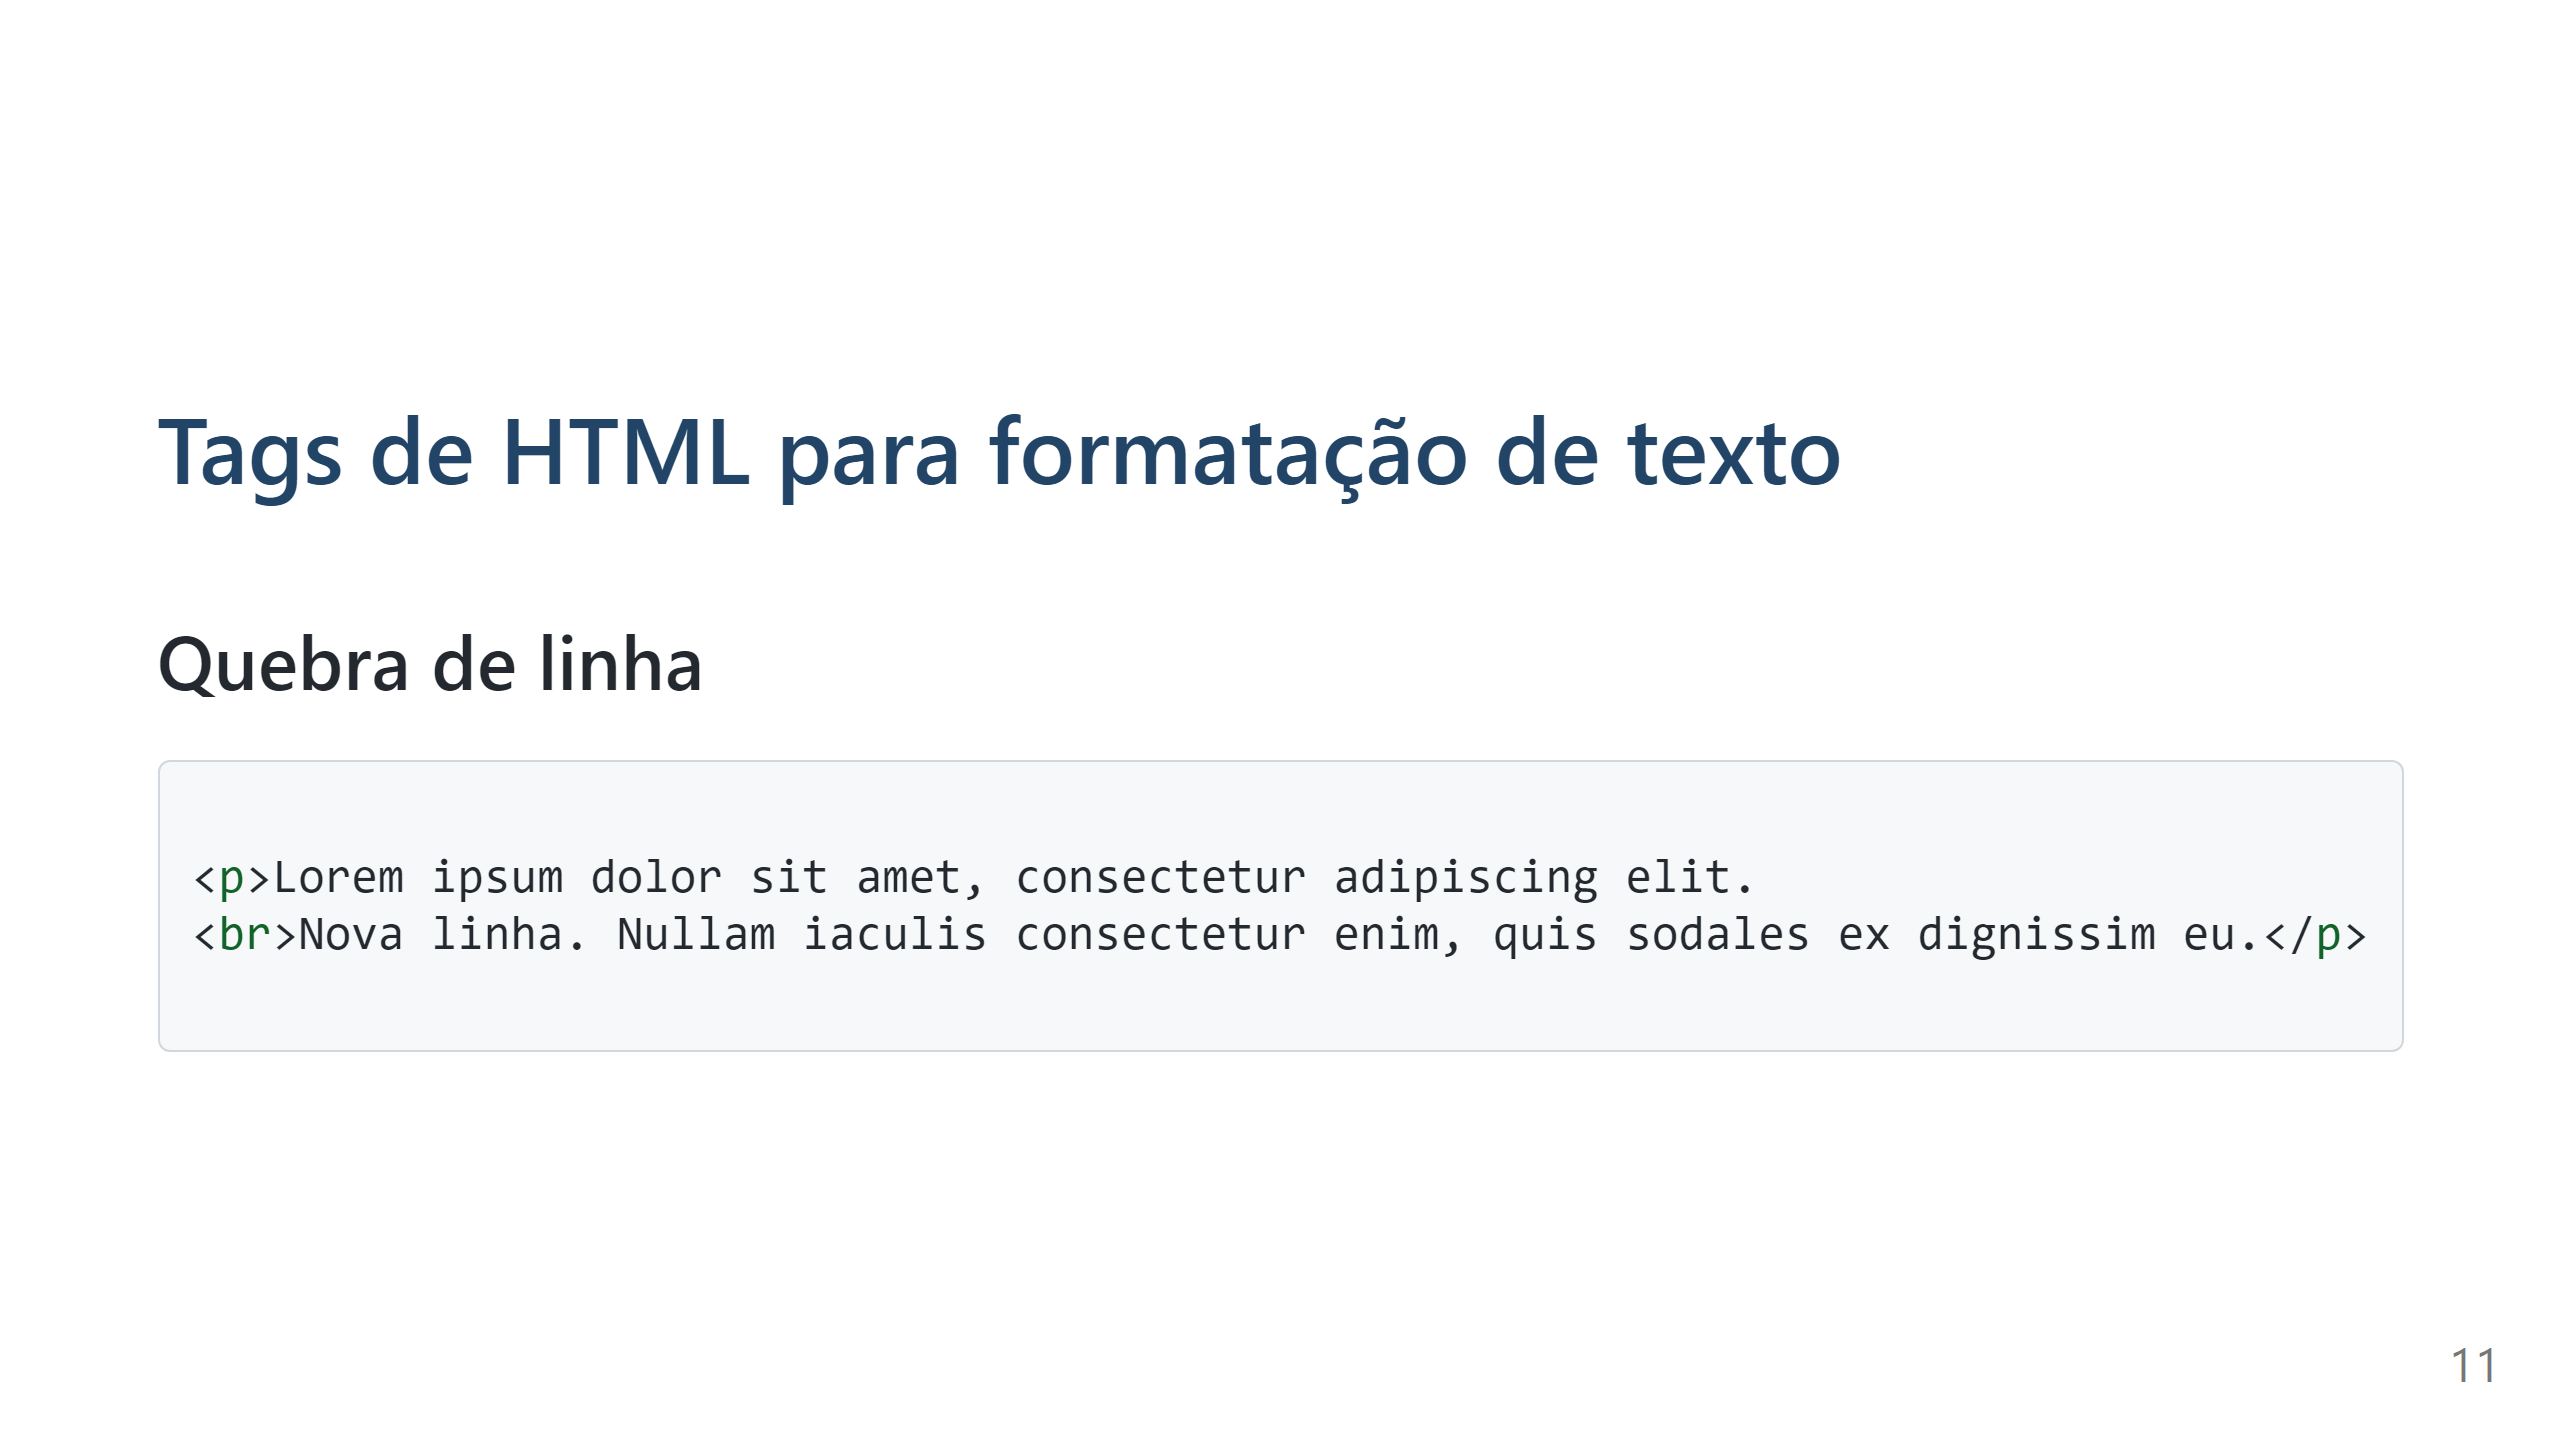 Tags de HTML para formatação de texto
Quebra de linha
<p>Lorem ipsum dolor sit amet, consectetur adipiscing elit.
<br>Nova linha. Nullam iaculis consectetur enim, quis sodales ex dignissim eu.</p>
11